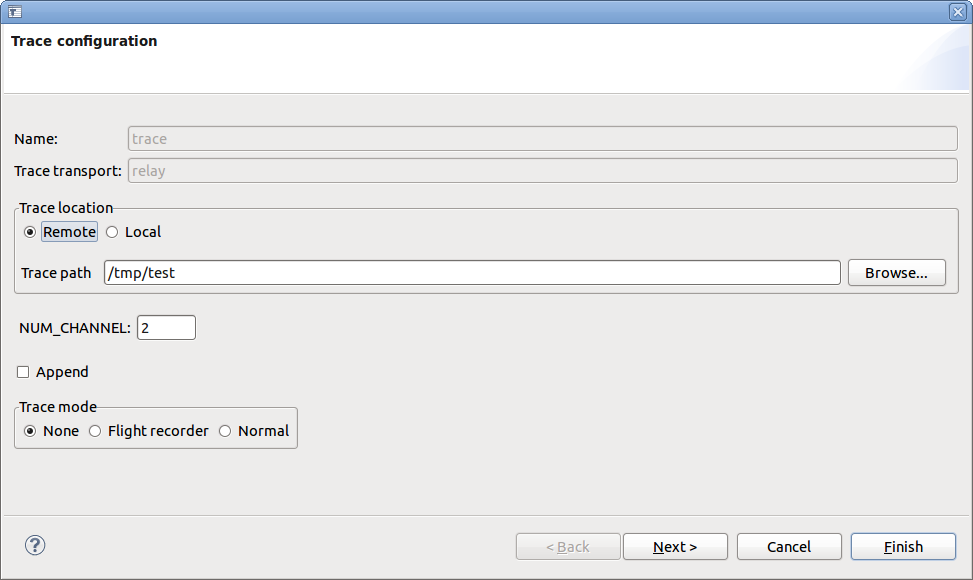 Trace configuration
Name: trace
Trace transport: relay
Trace location
Remote Local
Trace path /tmp/test Browse...
NUM_CHANNEL: 2
Append
Trace mode
None Flight recorder Normal
? < Back Next > Cancel Finish